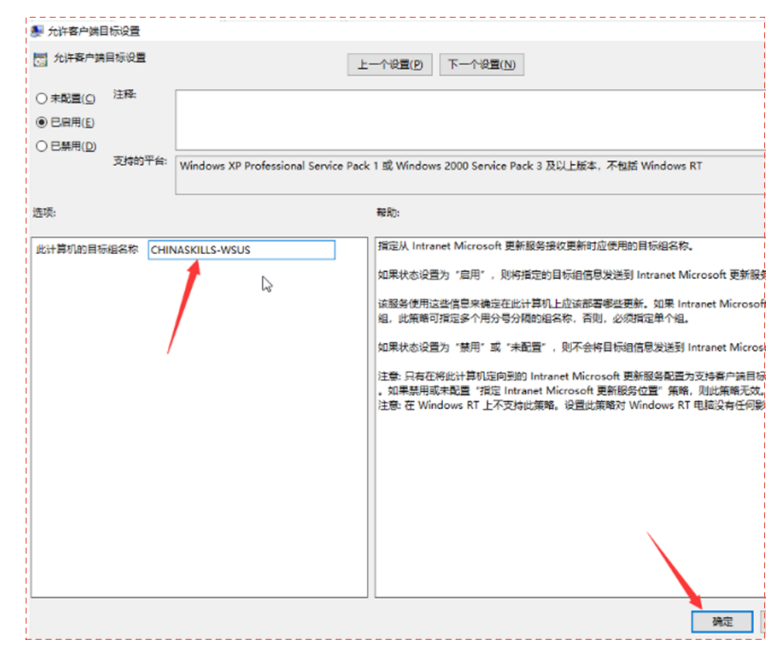 允许客户端目标设置
允许客户端目标设置
上一个设置(P)
下一个设置(N)
未配置(C)
注释:
已启用(E)
已禁用(D)
支持的平台:
Windows XP Professional Service Pack 1 或 Windows 2000 Service Pack 3 及以上版本，不包括 Windows RT
选项:
帮助:
此计算机的目标组名称
CHINASKILLS-WSUS
指定从 Intranet Microsoft 更新服务接收更新时应使用的目标组名称。
如果状态设置为“启用”，则将指定的目标组信息发送到 Intranet Microsoft 更新服
该服务使用这些信息来确定在此计算机上应该部署哪些更新。如果 Intranet Microsof
组，此策略可指定多个用分号分隔的组名称，否则，必须指定单个组。
如果状态设置为“禁用”或“未配置”，则不会将目标组信息发送到 Intranet Micros
注意: 只有在将此计算机定向到的 Intranet Microsoft 更新服务配置为支持客户端目标
。如果禁用或未配置“指定 Intranet Microsoft 更新服务位置”策略，则此策略无效。
注意: 在 Windows RT 上不支持此策略。设置此策略对 Windows RT 电脑没有任何影
确定